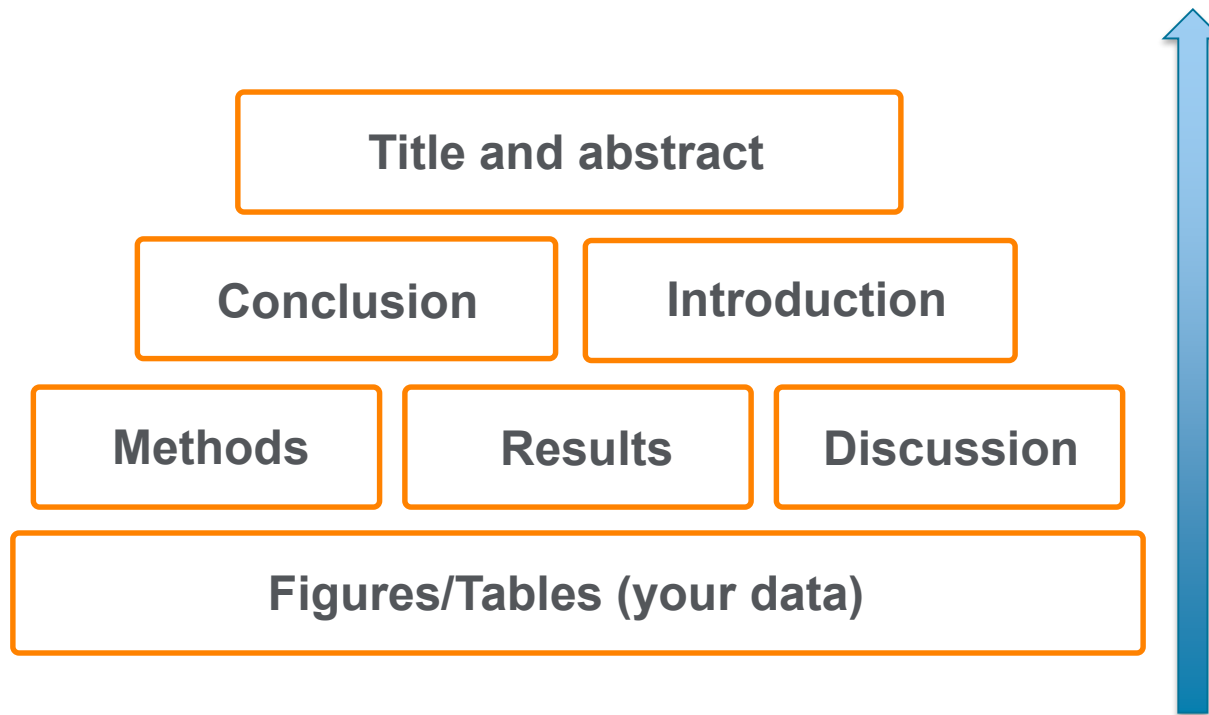 Title and abstract
Conclusion
Introduction
Methods
Results
Discussion
Figures/Tables (your data)